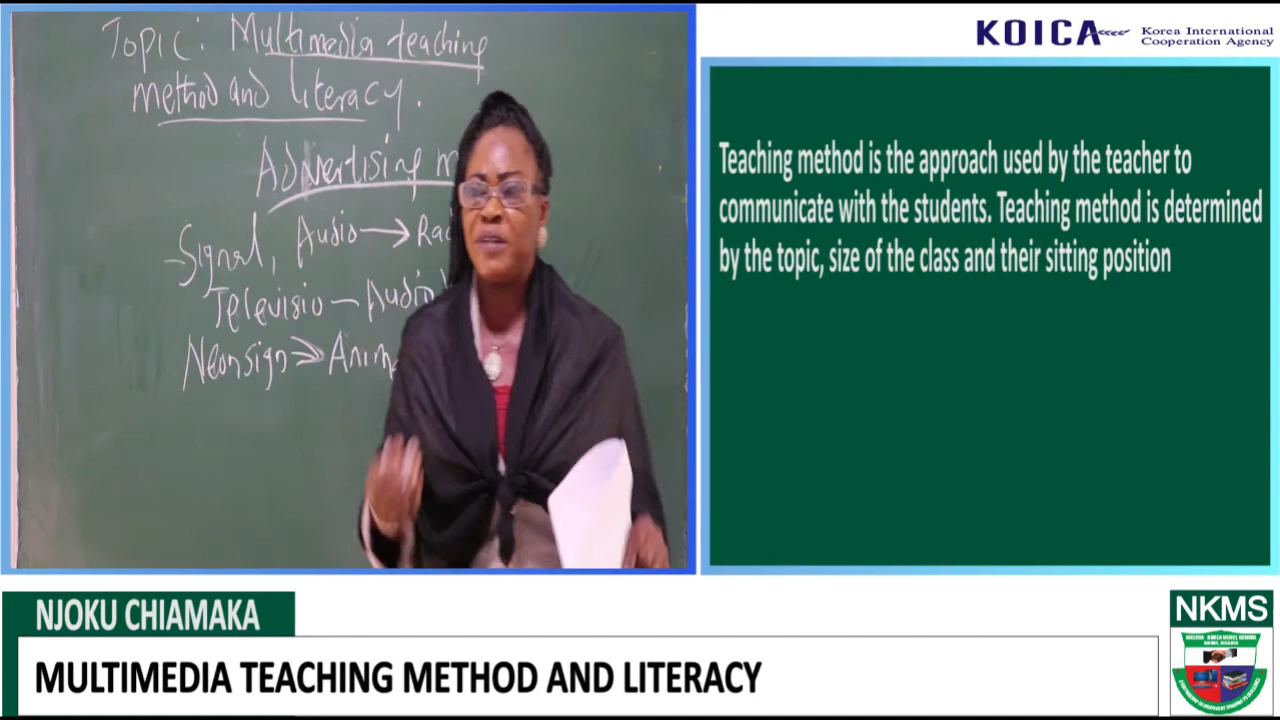 Topic: Multimedia teaching
method and Literacy.
Advertising
Signal, Audio → Rad
Televisio – Audio
Neonsign ⇒ Anim
KOICA Korea International
Cooperation Agency
Teaching method is the approach used by the teacher to
communicate with the students. Teaching method is determined
by the topic, size of the class and their sitting position
NJOKU CHIAMAKA
MULTIMEDIA TEACHING METHOD AND LITERACY
NKMS